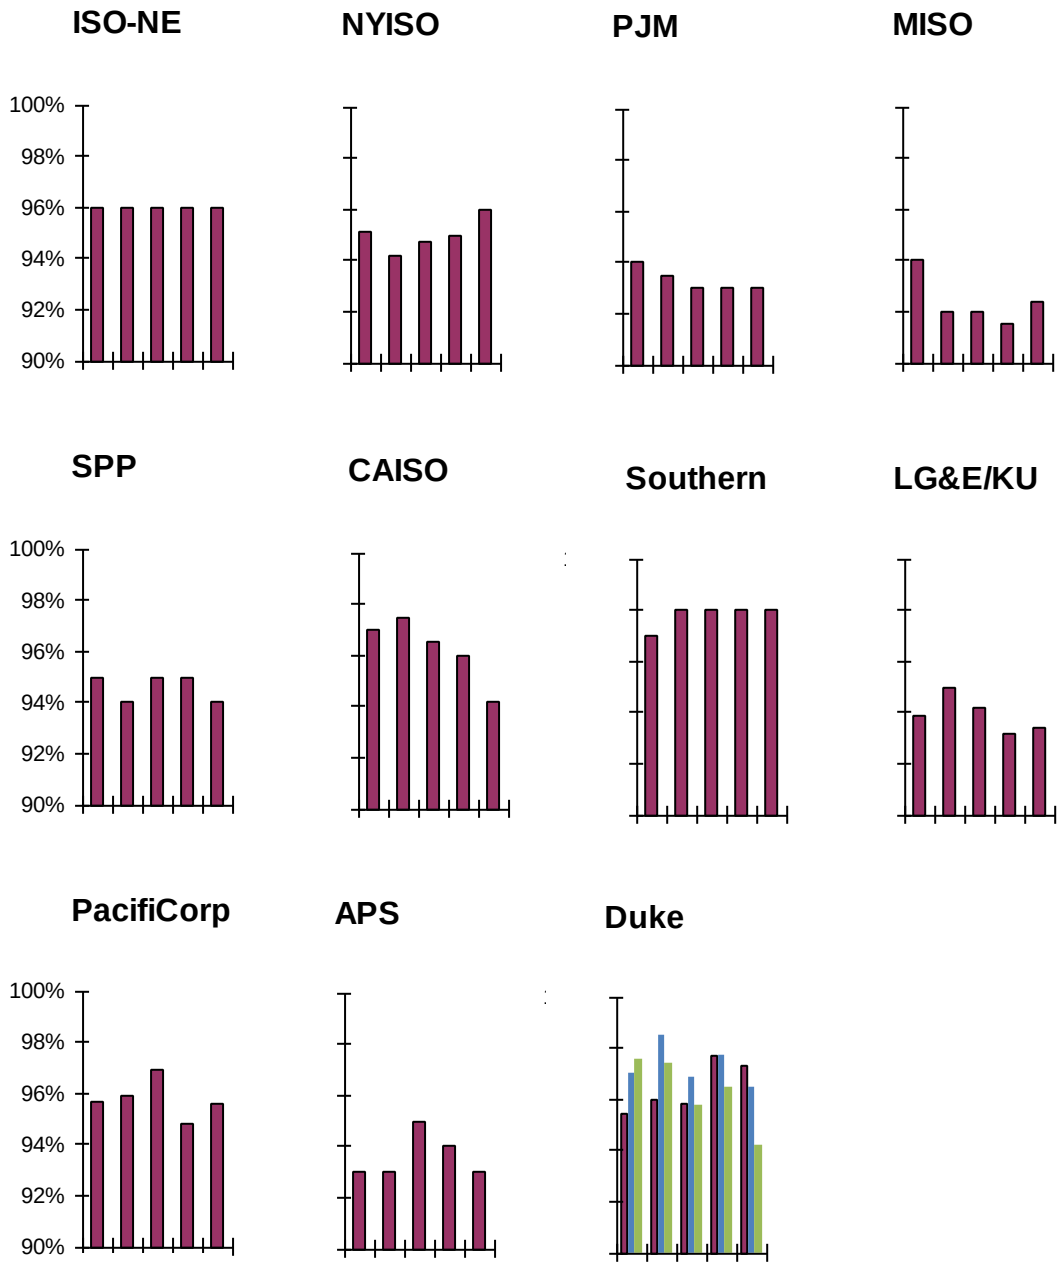 ISO-NE
NYISO
PJM
MISO
100%
98%
96%
94%
92%
90%
SPP
CAISO
Southern
LG&E/KU
100%
98%
96%
94%
92%
90%
PacifiCorp
APS
Duke
100%
98%
96%
94%
92%
90%